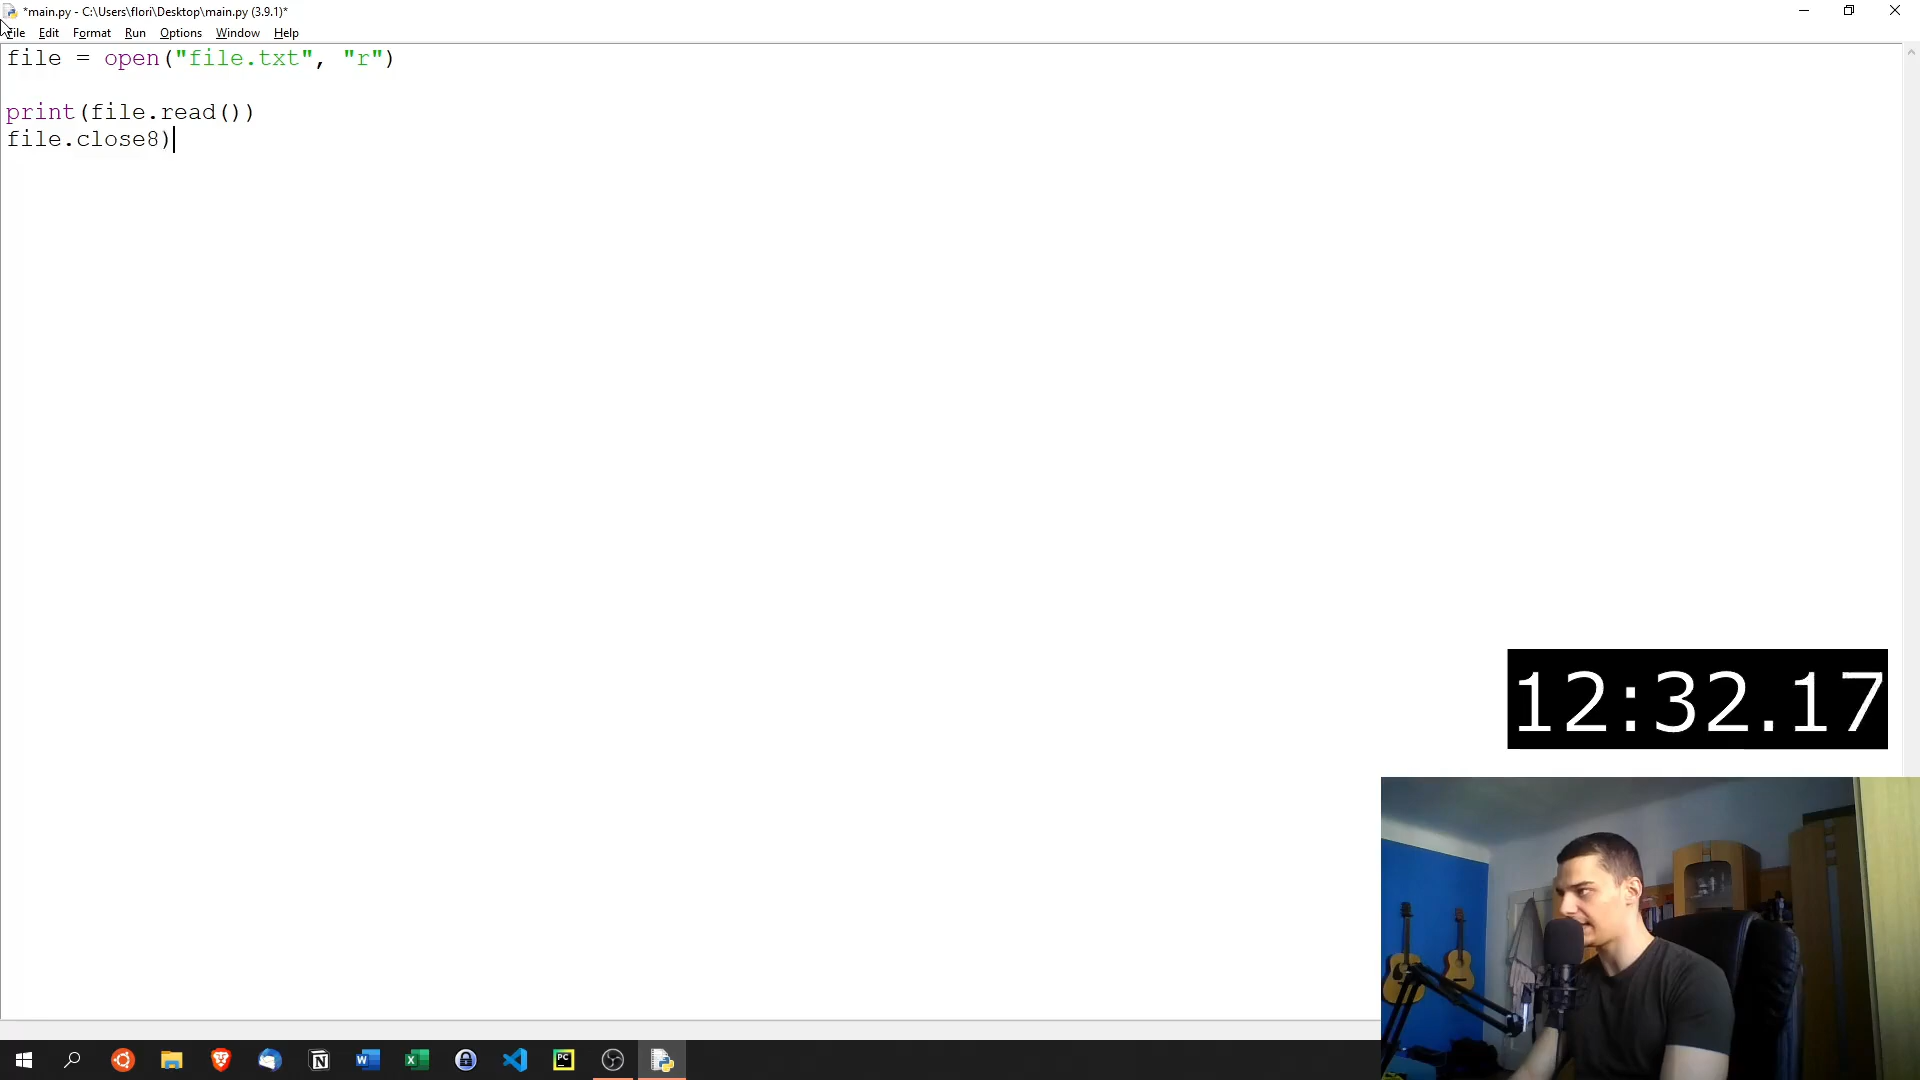 *main.py - C:\Users\flori\Desktop\main.py (3.9.1)*
File Edit Format Run Options Window Help
file = open("file.txt", "r")
print(file.read())
file.close8)
12:32.17
N
W
X
PC